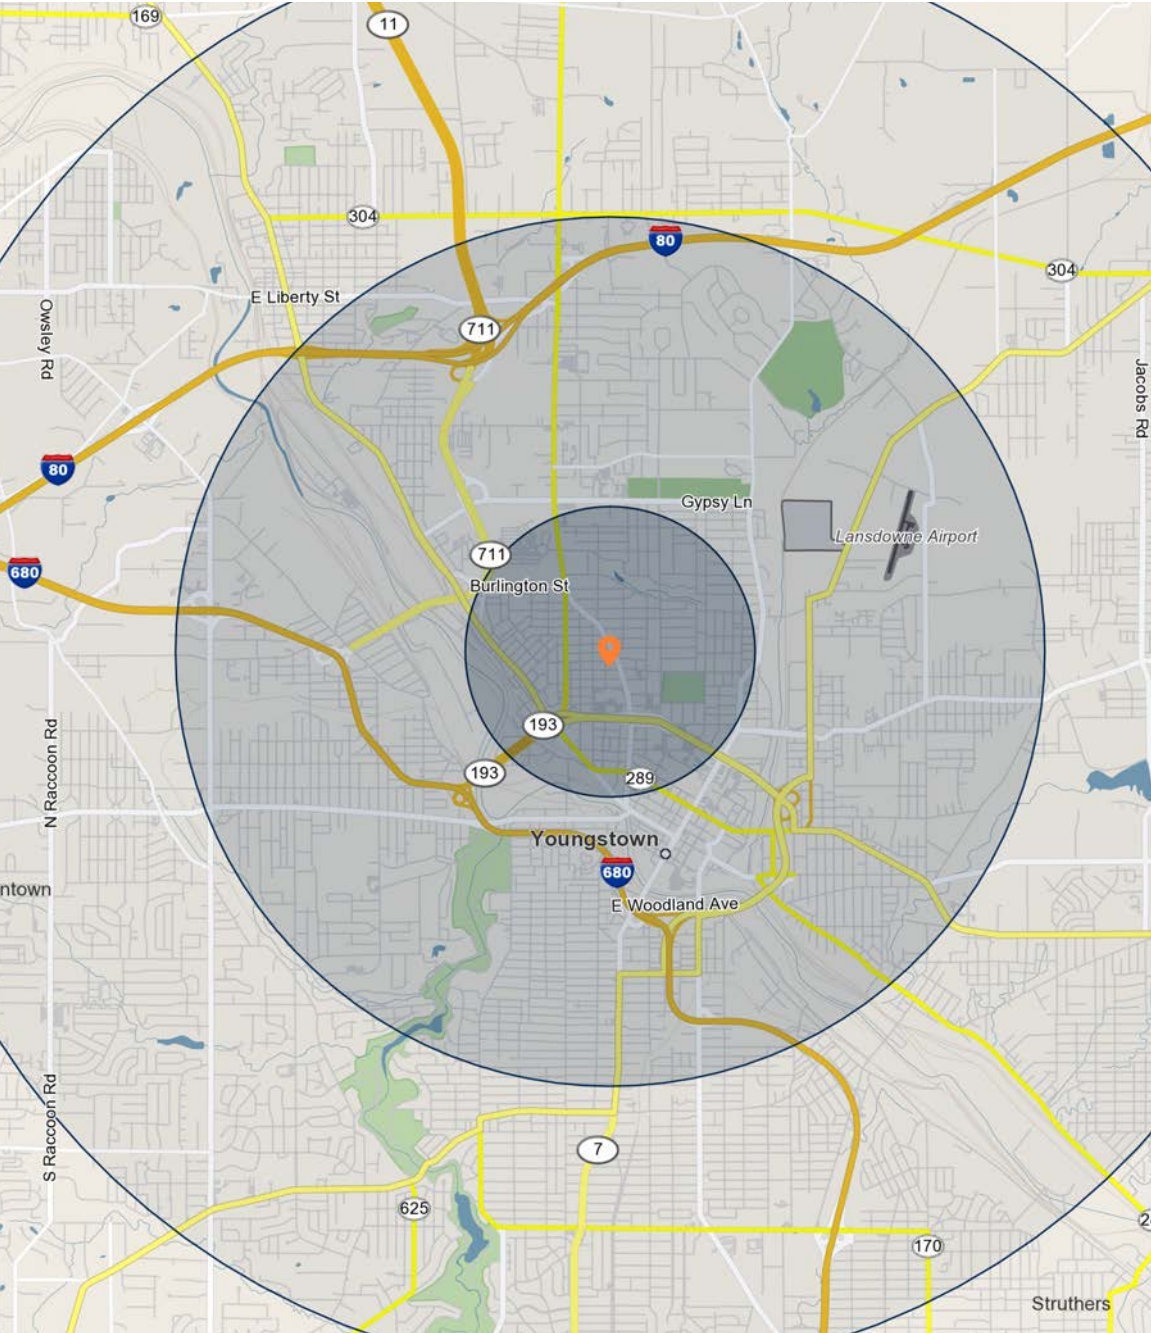 169
11
304
80
304
E Liberty St
711
Owsley Rd
Jacobs Rd
80
Gypsy Ln
Lansdowne Airport
711
680
Burlington St
193
N Raccoon Rd
193
289
Youngstown
680
ntown
E Woodland Ave
S Raccoon Rd
7
625
2
170
Struthers